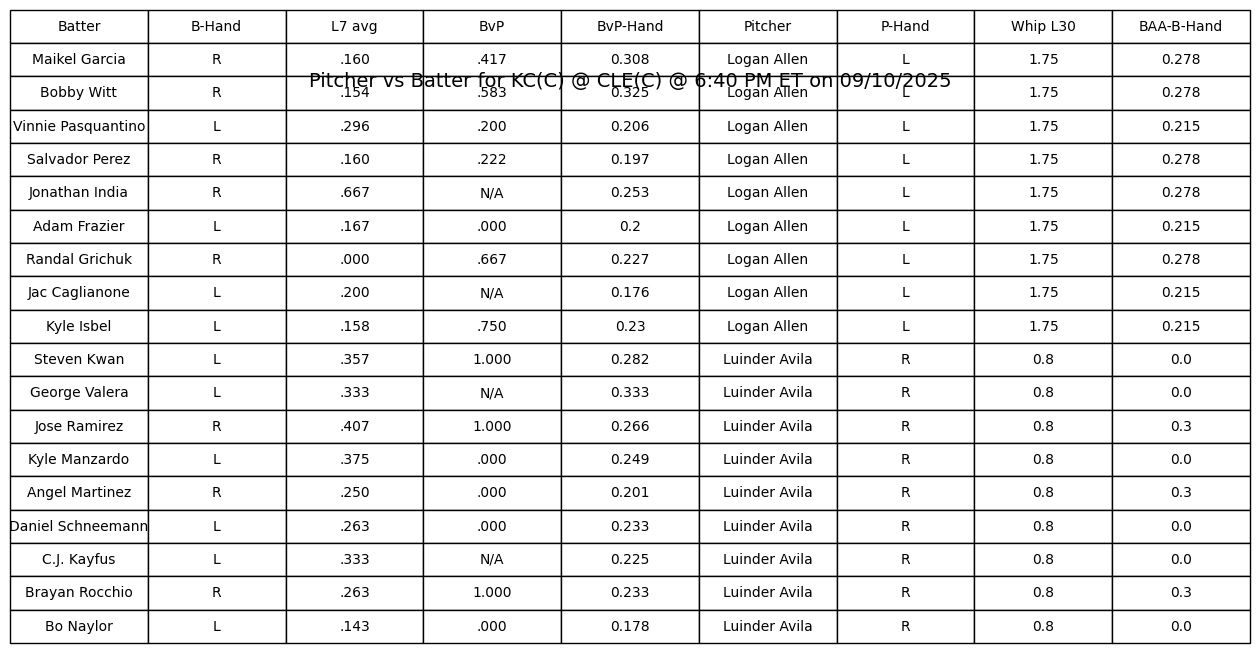 Batter B-Hand L7 avg BvP BvP-Hand Pitcher P-Hand Whip L30 BAA-B-Hand
Maikel Garcia R .160 .417 0.308 Logan Allen L 1.75 0.278
Pitcher vs Batter for KC(C) @ CLE(C) @ 6:40 PM ET on 09/10/2025
Bobby Witt R .154 .583 0.325 Logan Allen L 1.75 0.278
Vinnie Pasquantino L .296 .200 0.206 Logan Allen L 1.75 0.215
Salvador Perez R .160 .222 0.197 Logan Allen L 1.75 0.278
Jonathan India R .667 N/A 0.253 Logan Allen L 1.75 0.278
Adam Frazier L .167 .000 0.2 Logan Allen L 1.75 0.215
Randal Grichuk R .000 .667 0.227 Logan Allen L 1.75 0.278
Jac Caglianone L .200 N/A 0.176 Logan Allen L 1.75 0.215
Kyle Isbel L .158 .750 0.23 Logan Allen L 1.75 0.215
Steven Kwan L .357 1.000 0.282 Luinder Avila R 0.8 0.0
George Valera L .333 N/A 0.333 Luinder Avila R 0.8 0.0
Jose Ramirez R .407 1.000 0.266 Luinder Avila R 0.8 0.3
Kyle Manzardo L .375 .000 0.249 Luinder Avila R 0.8 0.0
Angel Martinez R .250 .000 0.201 Luinder Avila R 0.8 0.3
Daniel Schneemann L .263 .000 0.233 Luinder Avila R 0.8 0.0
C.J. Kayfus L .333 N/A 0.225 Luinder Avila R 0.8 0.0
Brayan Rocchio R .263 1.000 0.233 Luinder Avila R 0.8 0.3
Bo Naylor L .143 .000 0.178 Luinder Avila R 0.8 0.0